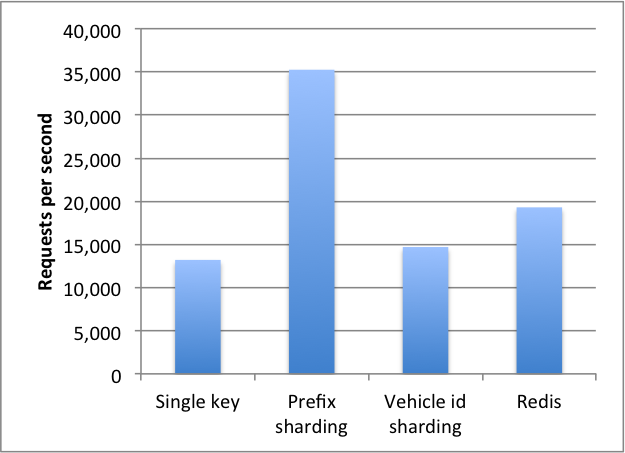 40,000
35,000
30,000
25,000
20,000
15,000
10,000
5,000
0
Requests per second
Single key
Prefix
sharding
Vehicle id
sharding
Redis